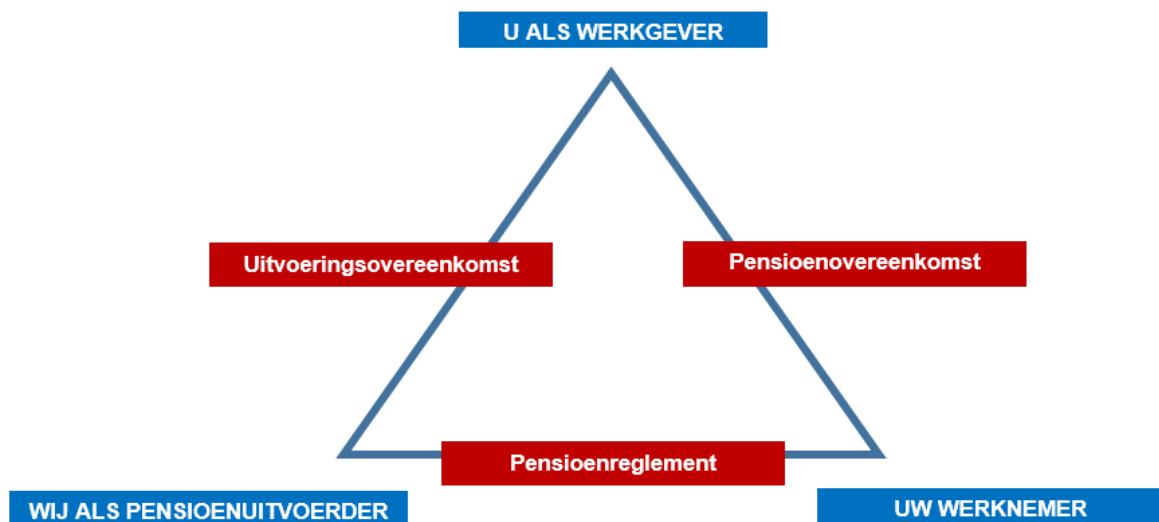 U ALS WERKGEVER
Uitvoeringsovereenkomst
Pensioenovereenkomst
Pensioenreglement
WIJ ALS PENSIOENUITVOERDER
UW WERKNEMER